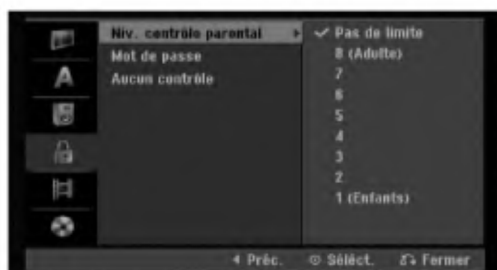 Niv. contrôle parental
Mot de passe
Aucun contrôle
Pas de limite
8 (Adulte)
7
6
5
4
3
2
1 (Enfants)
A
Préc.
Séléct.
Fermer